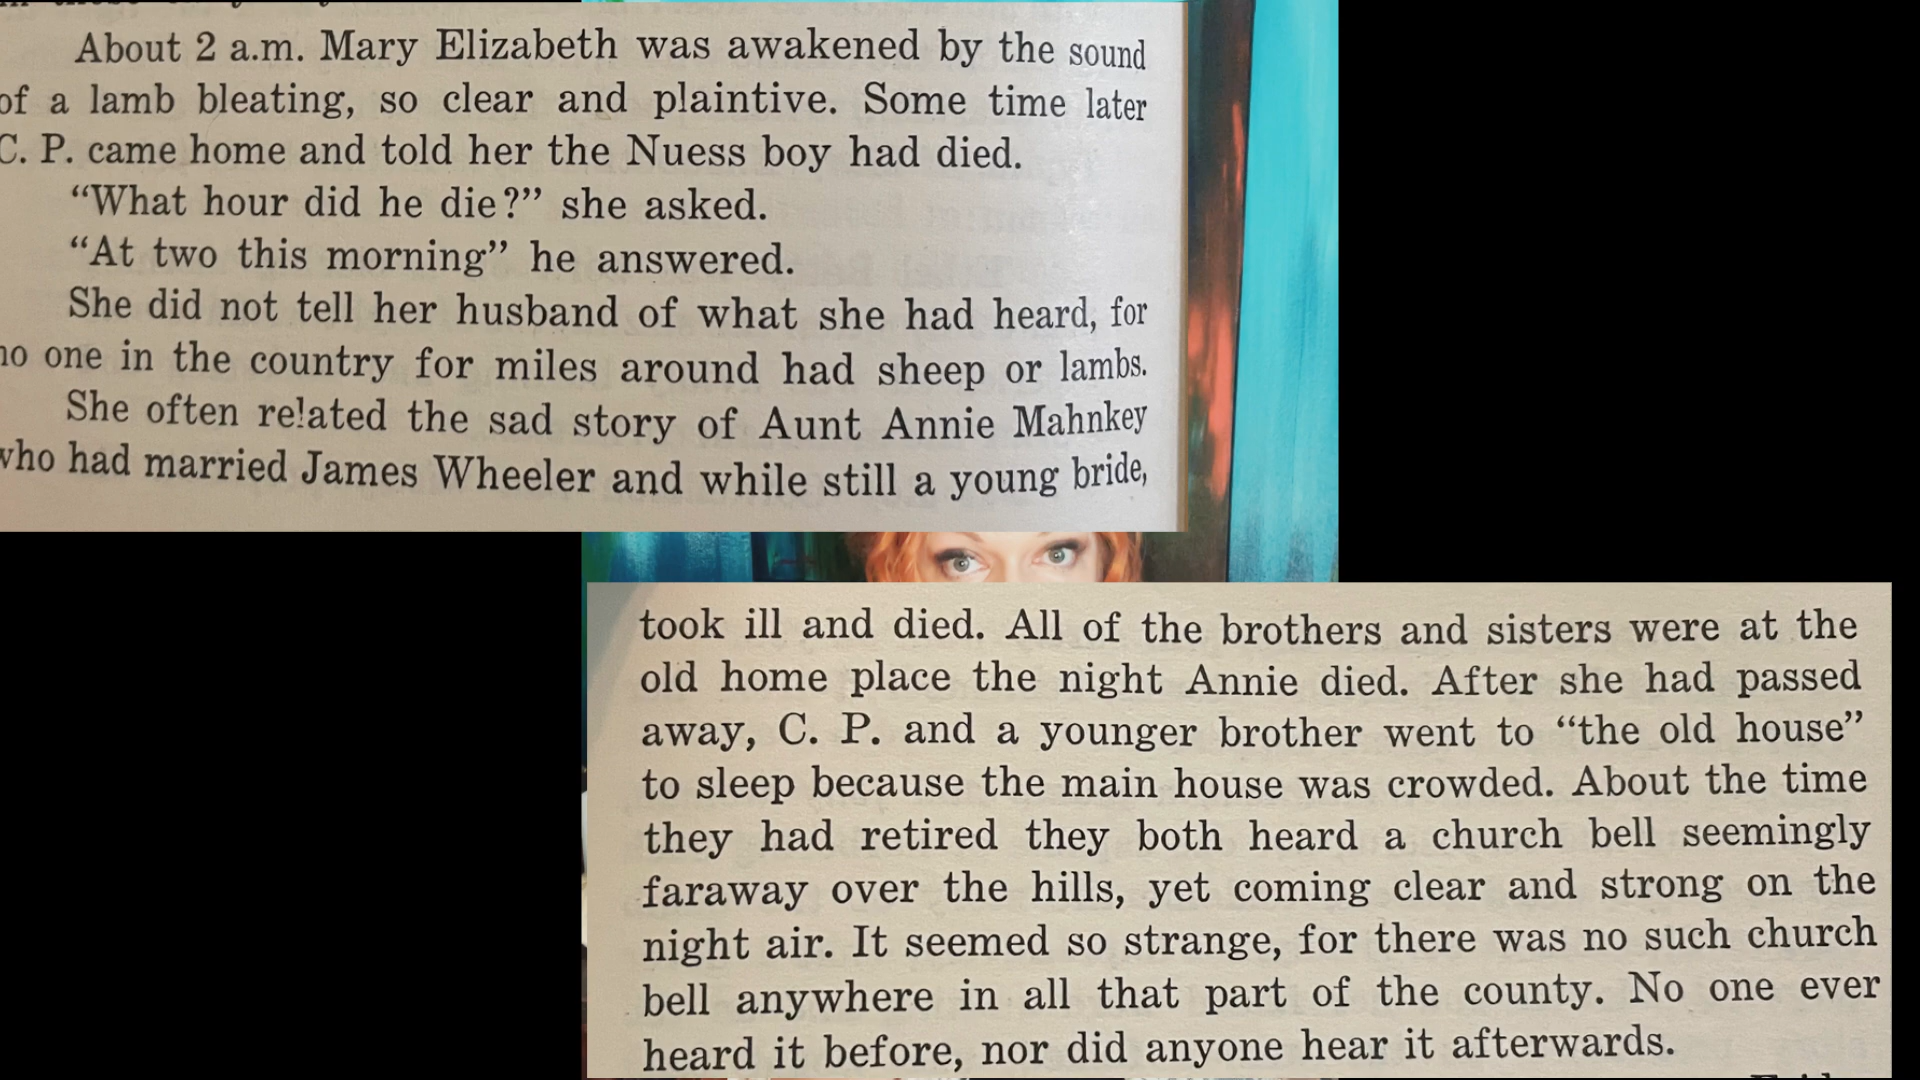 About 2 a.m. Mary Elizabeth was awakened by the sound
of a lamb bleating, so clear and plaintive. Some time later
C. P. came home and told her the Nuess boy had died.
“What hour did he die?” she asked.
“At two this morning” he answered.
She did not tell her husband of what she had heard, for
no one in the country for miles around had sheep or lambs.
She often related the sad story of Aunt Annie Mahnkey
who had married James Wheeler and while still a young bride,
took ill and died. All of the brothers and sisters were at the
old home place the night Annie died. After she had passed
away, C. P. and a younger brother went to “the old house”
to sleep because the main house was crowded. About the time
they had retired they both heard a church bell seemingly
faraway over the hills, yet coming clear and strong on the
night air. It seemed so strange, for there was no such church
bell anywhere in all that part of the county. No one ever
heard it before, nor did anyone hear it afterwards.